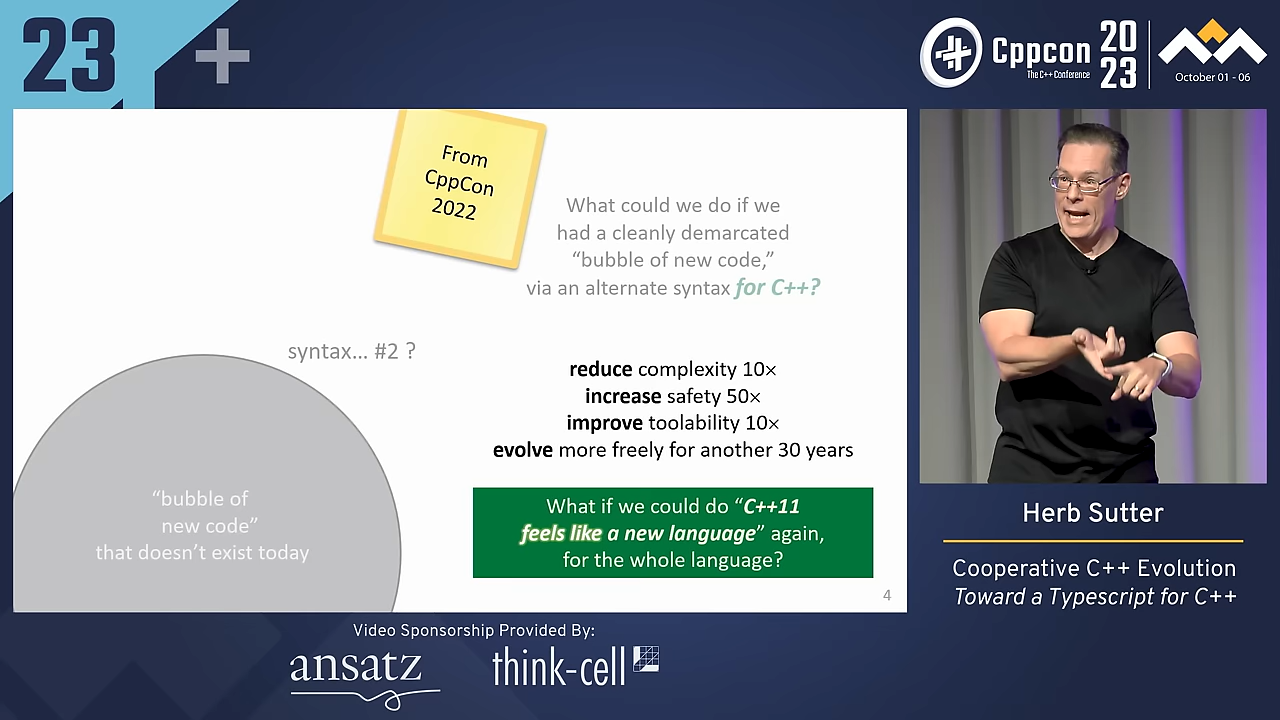 23
Cppcon
The C++ Conference
20
23
October 01 - 06
From
CppCon
2022
What could we do if we
had a cleanly demarcated
“bubble of new code,”
via an alternate syntax for C++?
syntax... #2 ?
reduce complexity 10×
increase safety 50×
improve toolability 10×
evolve more freely for another 30 years
“bubble of
new code”
that doesn’t exist today
What if we could do “C++11
feels like a new language” again,
for the whole language?
4
Herb Sutter
Cooperative C++ Evolution
Toward a Typescript for C++
Video Sponsorship Provided By:
ansatz
think-cell